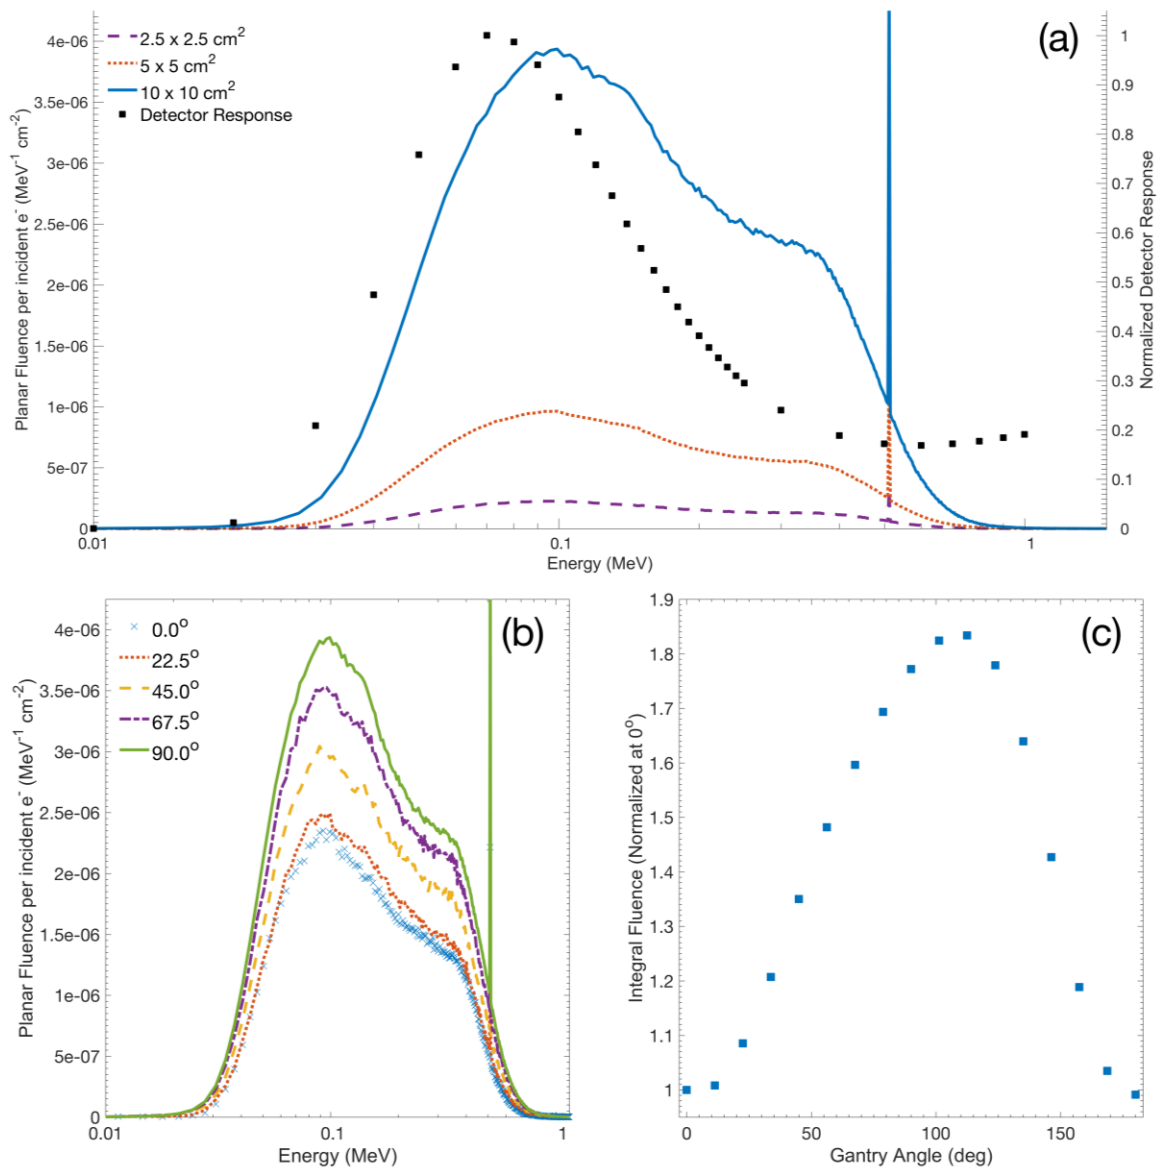 (a)
2.5 x 2.5 cm²
5 x 5 cm²
10 x 10 cm²
Detector Response
Planar Fluence per incident e⁻ (MeV⁻¹ cm⁻²)
4e-06
3.5e-06
3e-06
2.5e-06
2e-06
1.5e-06
1e-06
5e-07
0
1
0.9
0.8
0.7
0.6
0.5
0.4
0.3
0.2
0.1
0
Normalized Detector Response
0.01
0.1
1
Energy (MeV)
(b)
0.0°
22.5°
45.0°
67.5°
90.0°
Planar Fluence per incident e⁻ (MeV⁻¹ cm⁻²)
4e-06
3.5e-06
3e-06
2.5e-06
2e-06
1.5e-06
1e-06
5e-07
0
0.01
0.1
1
Energy (MeV)
(c)
Integral Fluence (Normalized at 0°)
1.9
1.8
1.7
1.6
1.5
1.4
1.3
1.2
1.1
1
0
50
100
150
Gantry Angle (deg)